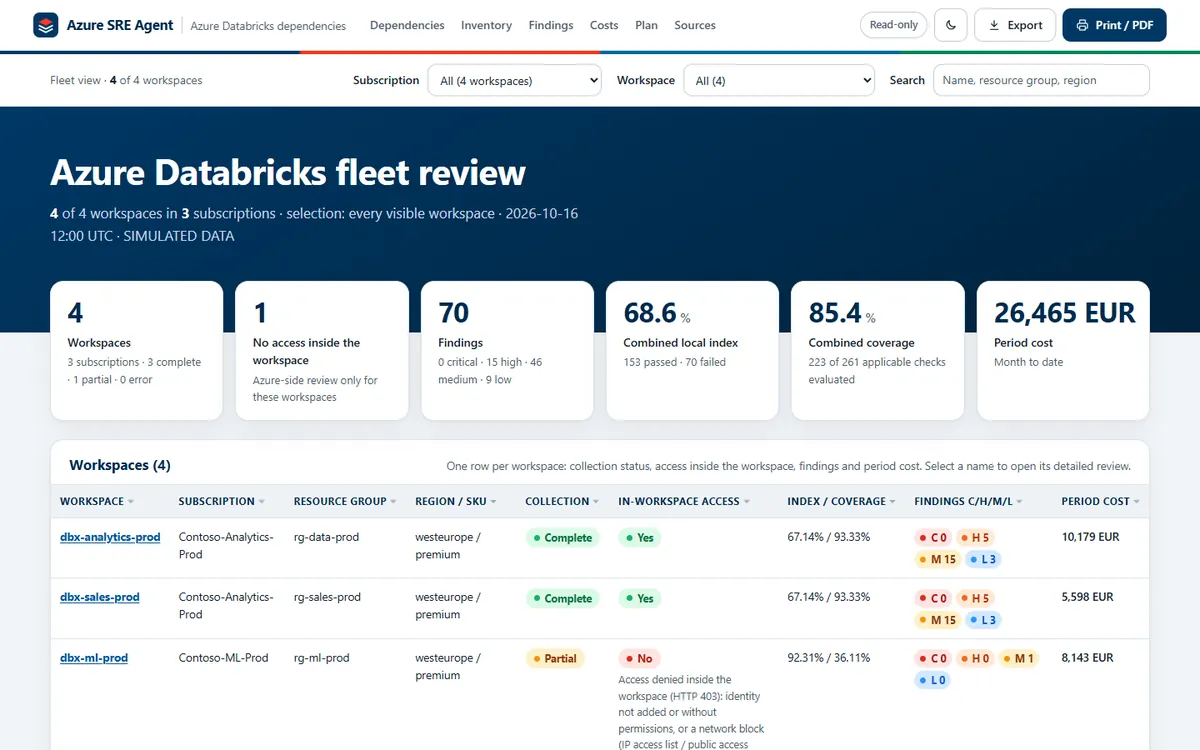 Azure SRE Agent Azure Databricks dependencies Dependencies Inventory Findings Costs Plan Sources Read-only Export Print / PDF
Fleet view · 4 of 4 workspaces Subscription All (4 workspaces) Workspace All (4) Search Name, resource group, region
Azure Databricks fleet review
4 of 4 workspaces in 3 subscriptions · selection: every visible workspace · 2026-10-16
12:00 UTC · SIMULATED DATA
4
Workspaces
3 subscriptions · 3 complete
· 1 partial · 0 error
1
No access inside the
workspace
Azure-side review only for
these workspaces
70
Findings
0 critical · 15 high · 46
medium · 9 low
68.6 %
Combined local index
153 passed · 70 failed
85.4 %
Combined coverage
223 of 261 applicable checks
evaluated
26,465 EUR
Period cost
Month to date
Workspaces (4) One row per workspace: collection status, access inside the workspace, findings and period cost. Select a name to open its detailed review.
WORKSPACE SUBSCRIPTION RESOURCE GROUP REGION / SKU COLLECTION IN-WORKSPACE ACCESS INDEX / COVERAGE FINDINGS C/H/M/L PERIOD COST
dbx-analytics-prod Contoso-Analytics- rg-data-prod westeurope / Complete Yes 67.14% / 93.33% C 0 H 5 10,179 EUR
Prod premium M 15 L 3
dbx-sales-prod Contoso-Analytics- rg-sales-prod westeurope / Complete Yes 67.14% / 93.33% C 0 H 5 5,598 EUR
Prod premium M 15 L 3
dbx-ml-prod Contoso-ML-Prod rg-ml-prod westeurope / Partial No 92.31% / 36.11% C 0 H 0 M 1 8,143 EUR
premium L 0
Access denied inside the
workspace (HTTP 403): identity
not added or without
permissions, or a network block
(IP access list / public access